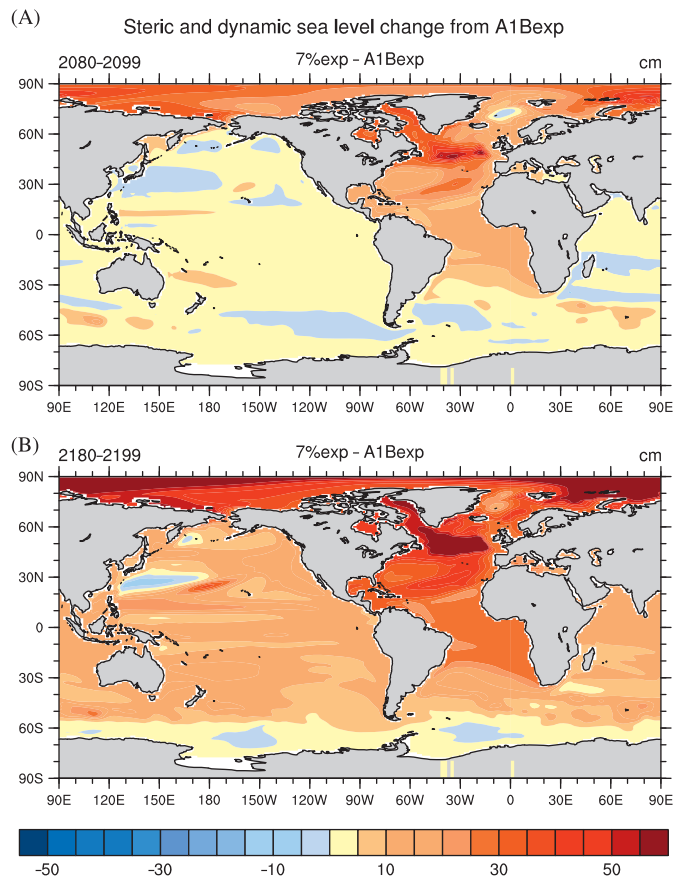 (A)
Steric and dynamic sea level change from A1Bexp
2080-2099 7%exp - A1Bexp cm
90N
60N
30N
0
30S
60S
90S
90E 120E 150E 180 150W 120W 90W 60W 30W 0 30E 60E 90E
(B)
2180-2199 7%exp - A1Bexp cm
90N
60N
30N
0
30S
60S
90S
90E 120E 150E 180 150W 120W 90W 60W 30W 0 30E 60E 90E
-50 -30 -10 10 30 50